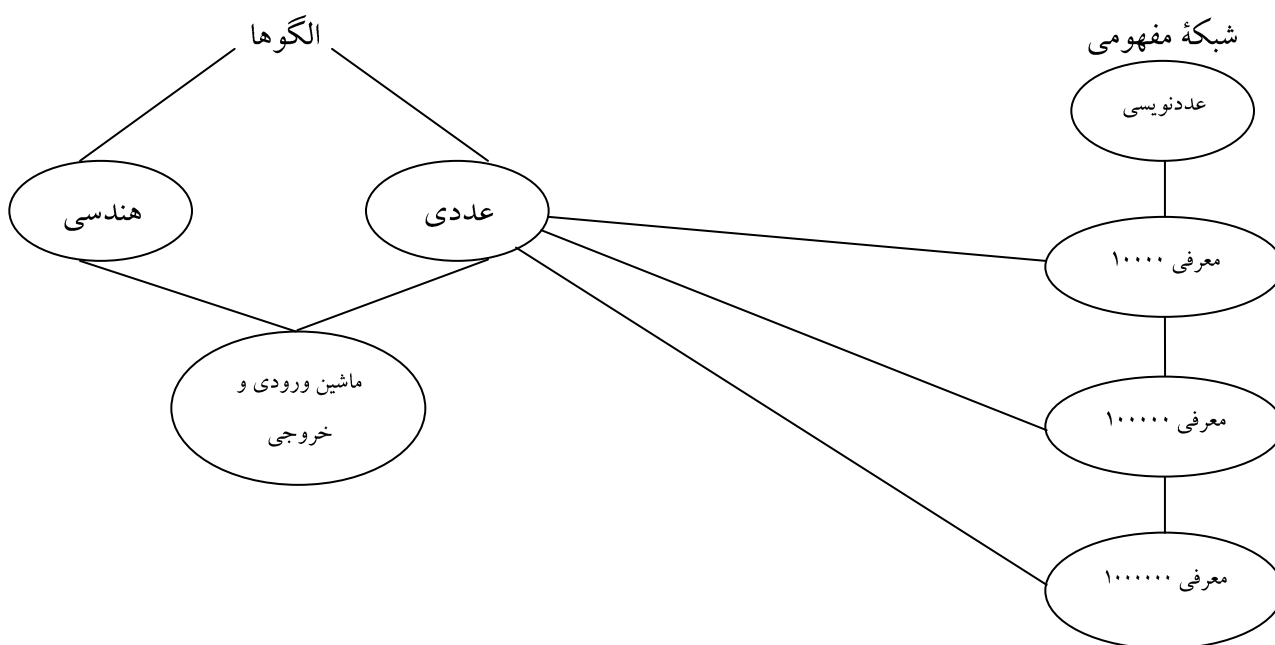 شبکهٔ مفهومی
الگوها
عددنویسی
هندسی
عددی
معرفی ۱۰۰۰۰
ماشین ورودی و
خروجی
معرفی ۱۰۰۰۰۰
معرفی ۱۰۰۰۰۰۰